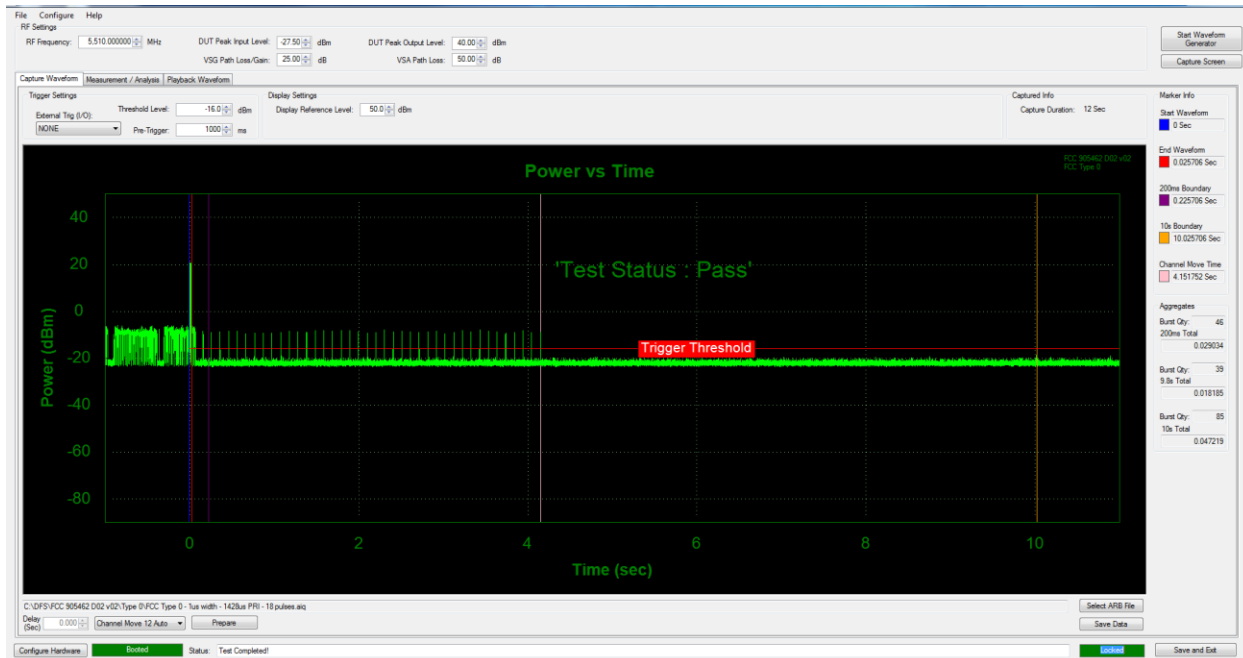 File Configure Help
RF Settings
RF Frequency: 5,510.000000 MHz DUT Peak Input Level: -27.50 dBm DUT Peak Output Level: 40.00 dBm
VSG Path Loss/Gain: 25.00 dB VSA Path Loss: 50.00 dB
Start Waveform
Generator
Capture Screen
Capture Waveform Measurement / Analysis Playback Waveform
Trigger Settings
External Trig (I/O):
NONE
Threshold Level: -16.0 dBm
Pre-Trigger: 1000 ms
Display Settings
Display Reference Level: 50.0 dBm
Captured Info
Capture Duration: 12 Sec
Marker Info
Start Waveform
0 Sec
End Waveform
0.025706 Sec
200ms Boundary
0.225706 Sec
10s Boundary
10.025706 Sec
Channel Move Time
4.151752 Sec
Aggregates
Burst Qty: 46
200ms Total
0.029034
Burst Qty: 39
9.8s Total
0.018185
Burst Qty: 85
10s Total
0.047219
Power vs Time
FCC 905462 D02 v02
FCC Type 0
'Test Status : Pass'
Trigger Threshold
Power (dBm)
40
20
0
-20
-40
-60
-80
0 2 4 6 8 10
Time (sec)
C:\DFS\FCC 905462 D02 v02\Type 0\FCC Type 0 - 1us width - 1428us PRI - 18 pulses.aiq
Select ARB File
Delay
(Sec) 0.000 Channel Move 12 Auto Prepare
Save Data
Configure Hardware Booted Status: Test Completed! Locked Save and Exit